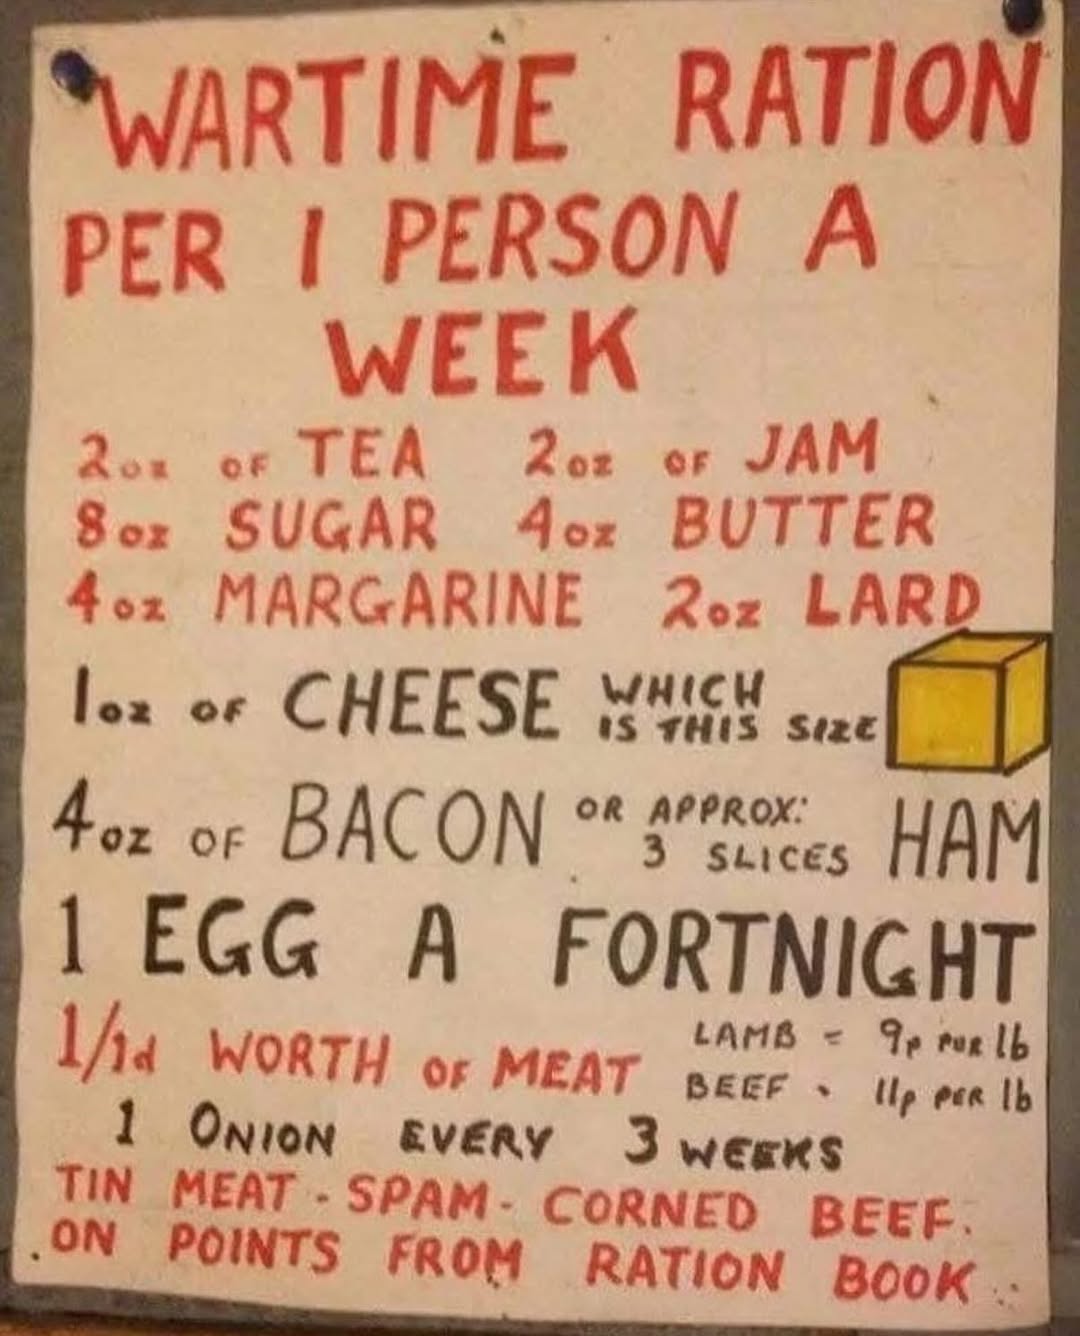 WARTIME RATION
PER 1 PERSON A
WEEK
2oz OF TEA 2oz OF JAM
8oz SUGAR 4oz BUTTER
4oz MARGARINE 2oz LARD
1oz OF CHEESE WHICH IS THIS SIZE
4oz OF BACON OR APPROX: 3 SLICES HAM
1 EGG A FORTNIGHT
1/1d WORTH OF MEAT LAMB = 9p PUR lb
BEEF . 11p PER lb
1 ONION EVERY 3 WEEKS
TIN MEAT - SPAM - CORNED BEEF.
ON POINTS FROM RATION BOOK